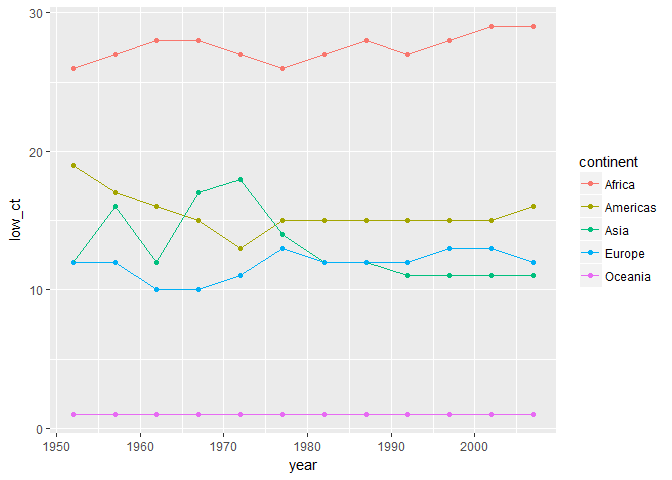 30
20
10
0
low_ct
1950
1960
1970
1980
1990
2000
year
continent
Africa
Americas
Asia
Europe
Oceania